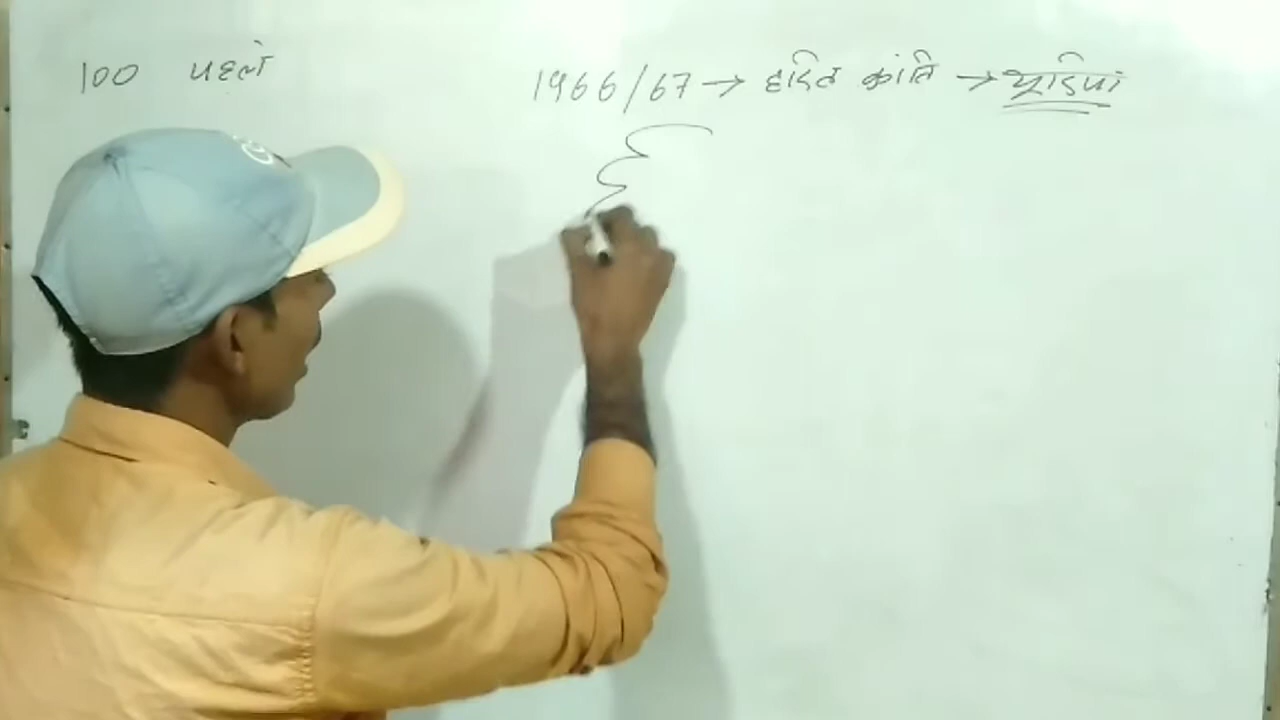 100 पहले
1966/67 → हरित क्रांति →